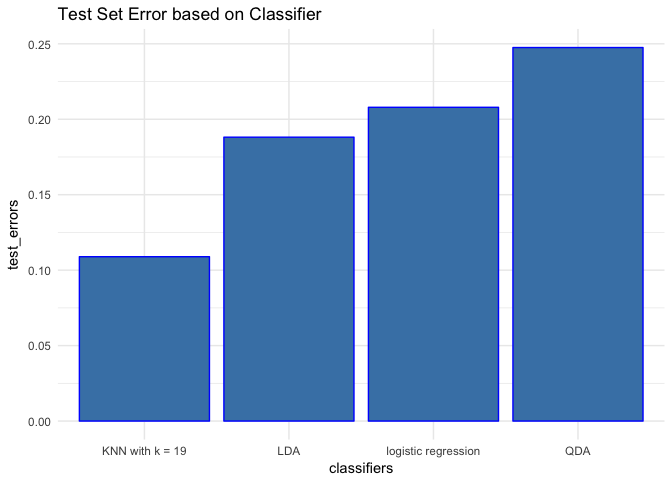 Test Set Error based on Classifier
0.25
0.20
0.15
0.10
0.05
0.00
test_errors
KNN with k = 19
LDA
logistic regression
QDA
classifiers